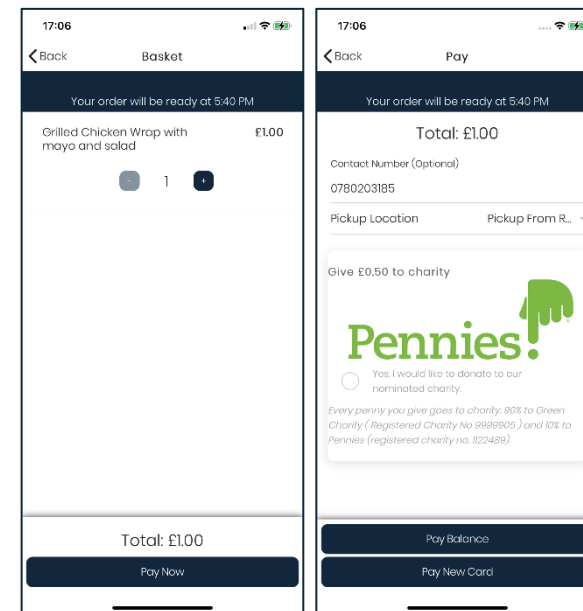 17:06
Back
Basket
Your order will be ready at 5:40 PM
Grilled Chicken Wrap with
mayo and salad
£1.00
- 1 +
Total: £1.00
Pay Now
17:06
Back
Pay
Your order will be ready at 5:40 PM
Total: £1.00
Contact Number (Optional)
0780203185
Pickup Location
Pickup From R...
Give £0.50 to charity
Pennies!
Yes, I would like to donate to our
nominated charity.
Every penny you give goes to charity: 90% to Green
Charity ( Registered Charity No 9999905 ) and 10% to
Pennies (registered charity no. 1122489).
Pay Balance
Pay New Card